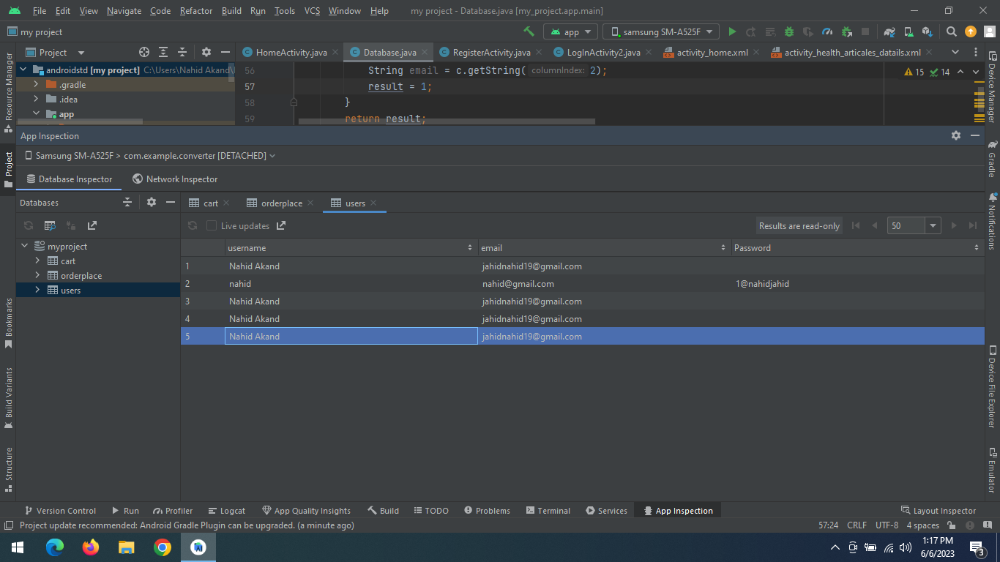 File Edit View Navigate Code Refactor Build Run Tools VCS Window Help my project - Database.java [my_project.app.main]
my project app samsung SM-A525F
Project HomeActivity.java Database.java RegisterActivity.java LogInActivity2.java activity_home.xml activity_health_articales_datails.xml
androidstd [my project] C:\Users\Nahid Akand\
.gradle
.idea
app
56 String email = c.getString( columnIndex: 2);
57 result = 1;
58 }
59 return result;
15 14
App Inspection
Samsung SM-A525F > com.example.converter [DETACHED]
Database Inspector Network Inspector
Databases cart orderplace users
Live updates Results are read-only 50
myproject
cart
orderplace
users
username email Password
1 Nahid Akand jahidnahid19@gmail.com
2 nahid nahid@gmail.com 1@nahidjahid
3 Nahid Akand jahidnahid19@gmail.com
4 Nahid Akand jahidnahid19@gmail.com
5 Nahid Akand jahidnahid19@gmail.com
Resource Manager
Project
Bookmarks
Build Variants
Structure
Device Manager
Gradle
Notifications
Device File Explorer
Emulator
Version Control Run Profiler Logcat App Quality Insights Build TODO Problems Terminal Services App Inspection Layout Inspector
Project update recommended: Android Gradle Plugin can be upgraded. (a minute ago) 57:24 CRLF UTF-8 4 spaces
1:17 PM
6/6/2023
3